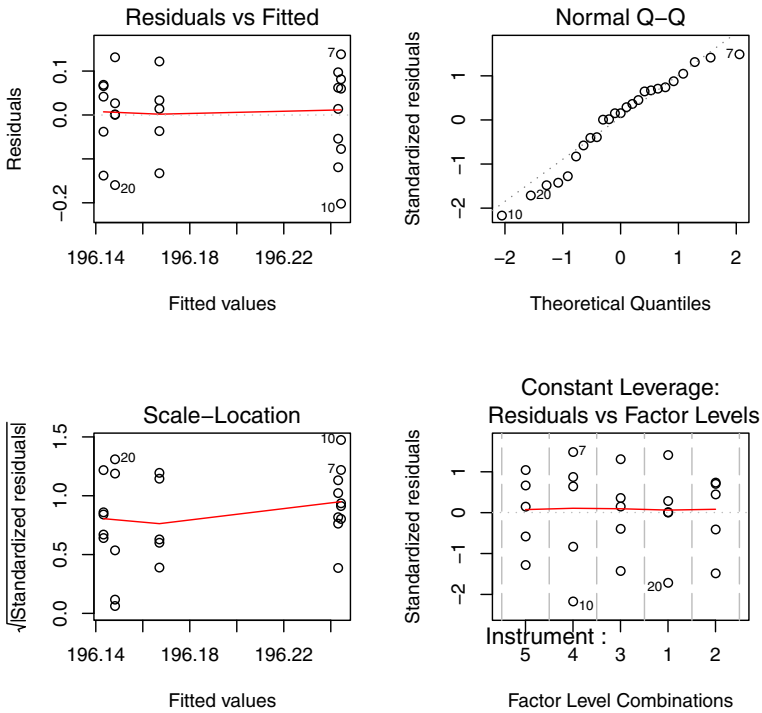 Residuals vs Fitted
Residuals
0.1
0.0
−0.2
7
20
10
196.14 196.18 196.22
Fitted values
Normal Q−Q
Standardized residuals
1
0
−1
−2
7
20
10
−2 −1 0 1 2
Theoretical Quantiles
Scale−Location
√|Standardized residuals|
1.5
1.0
0.5
0.0
10
20
7
196.14 196.18 196.22
Fitted values
Constant Leverage:
Residuals vs Factor Levels
Standardized residuals
1
0
−1
−2
7
20
10
Instrument :
5 4 3 1 2
Factor Level Combinations